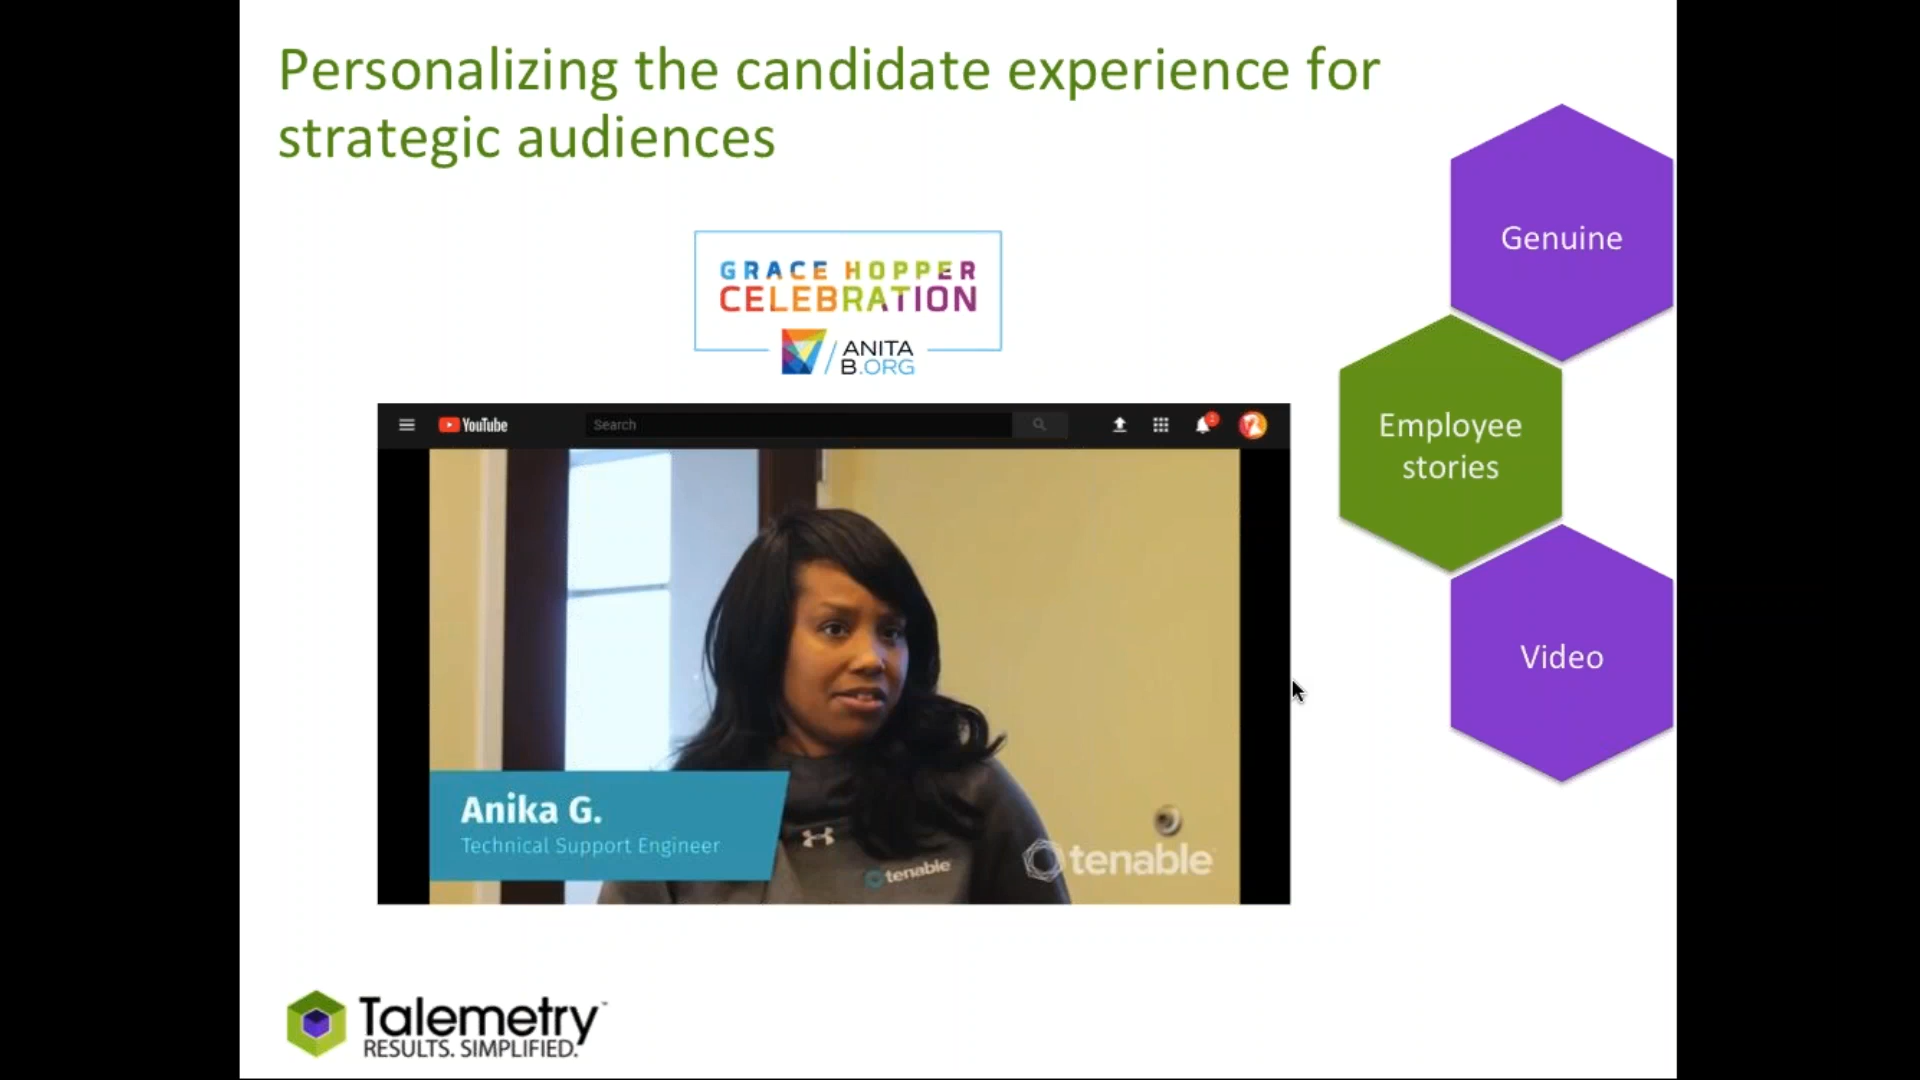 Personalizing the candidate experience for
strategic audiences
GRACE HOPPER
CELEBRATION
ANITA
B.ORG
YouTube
Search
Anika G.
Technical Support Engineer
tenable
tenable
Genuine
Employee
stories
Video
Talemetry™
RESULTS. SIMPLIFIED.